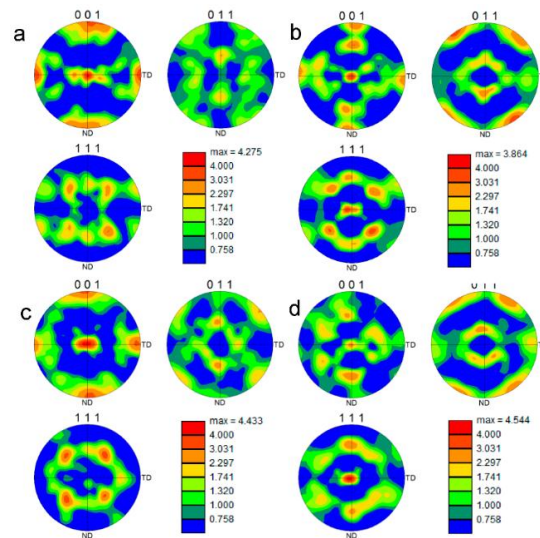 a
0 0 1
TD
ND
0 1 1
TD
ND
1 1 1
TD
ND
max = 4.275
4.000
3.031
2.297
1.741
1.320
1.000
0.758
b
0 0 1
TD
ND
0 1 1
ND
1 1 1
TD
ND
max = 3.864
4.000
3.031
2.297
1.741
1.320
1.000
0.758
c
0 0 1
TD
ND
0 1 1
TD
ND
1 1 1
TD
ND
max = 4.433
4.000
3.031
2.297
1.741
1.320
1.000
0.758
d
0 0 1
TD
ND
ND
1 1 1
TD
ND
max = 4.544
4.000
3.031
2.297
1.741
1.320
1.000
0.758